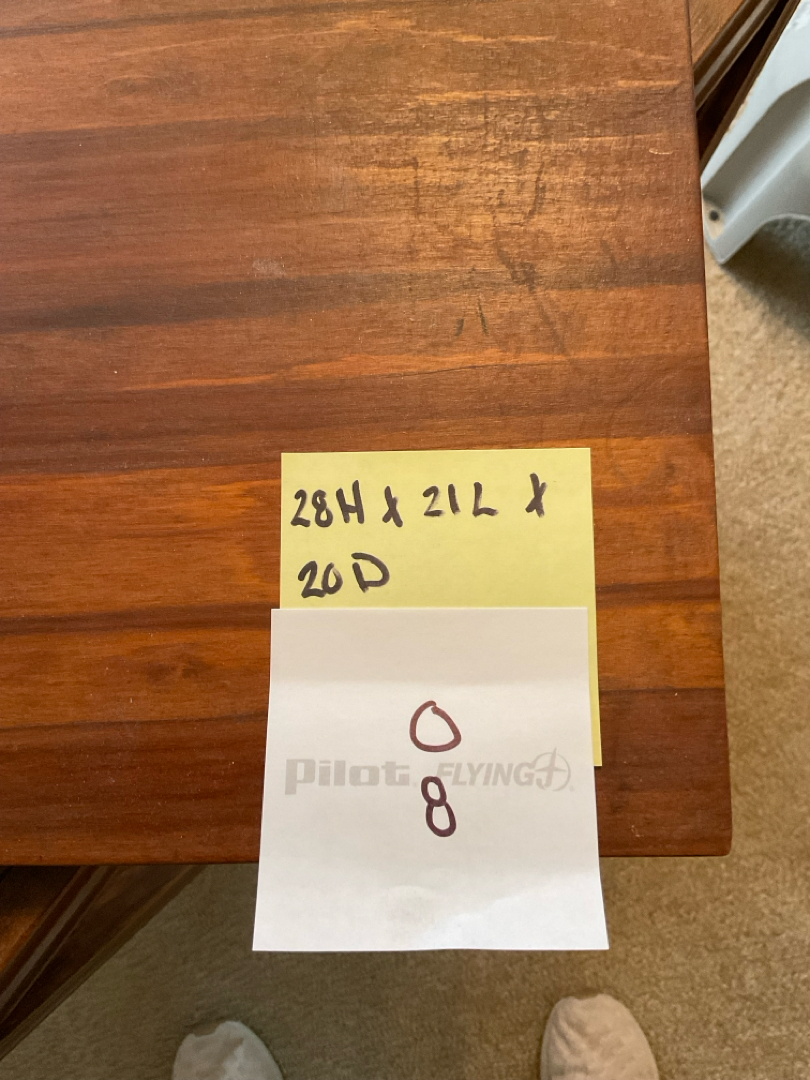 28H x 21L x
20D
0
Pilot. FLYING J
8